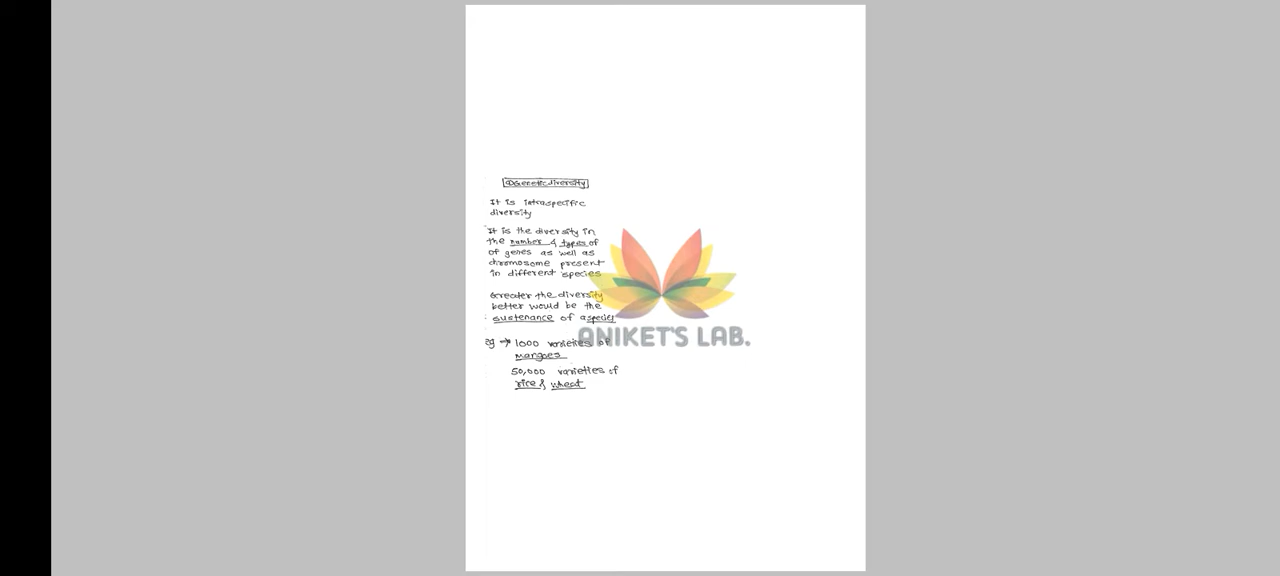 ① Genetic diversity
It is intraspecific
diversity
It is the diversity in
the number & types of
of genes as well as
chromosome present
in different species
Greater the diversity
better would be the
sustenance of a species
eg → 1000 varieties of
mangoes
50,000 varieties of
rice & wheat
ANIKET'S LAB.